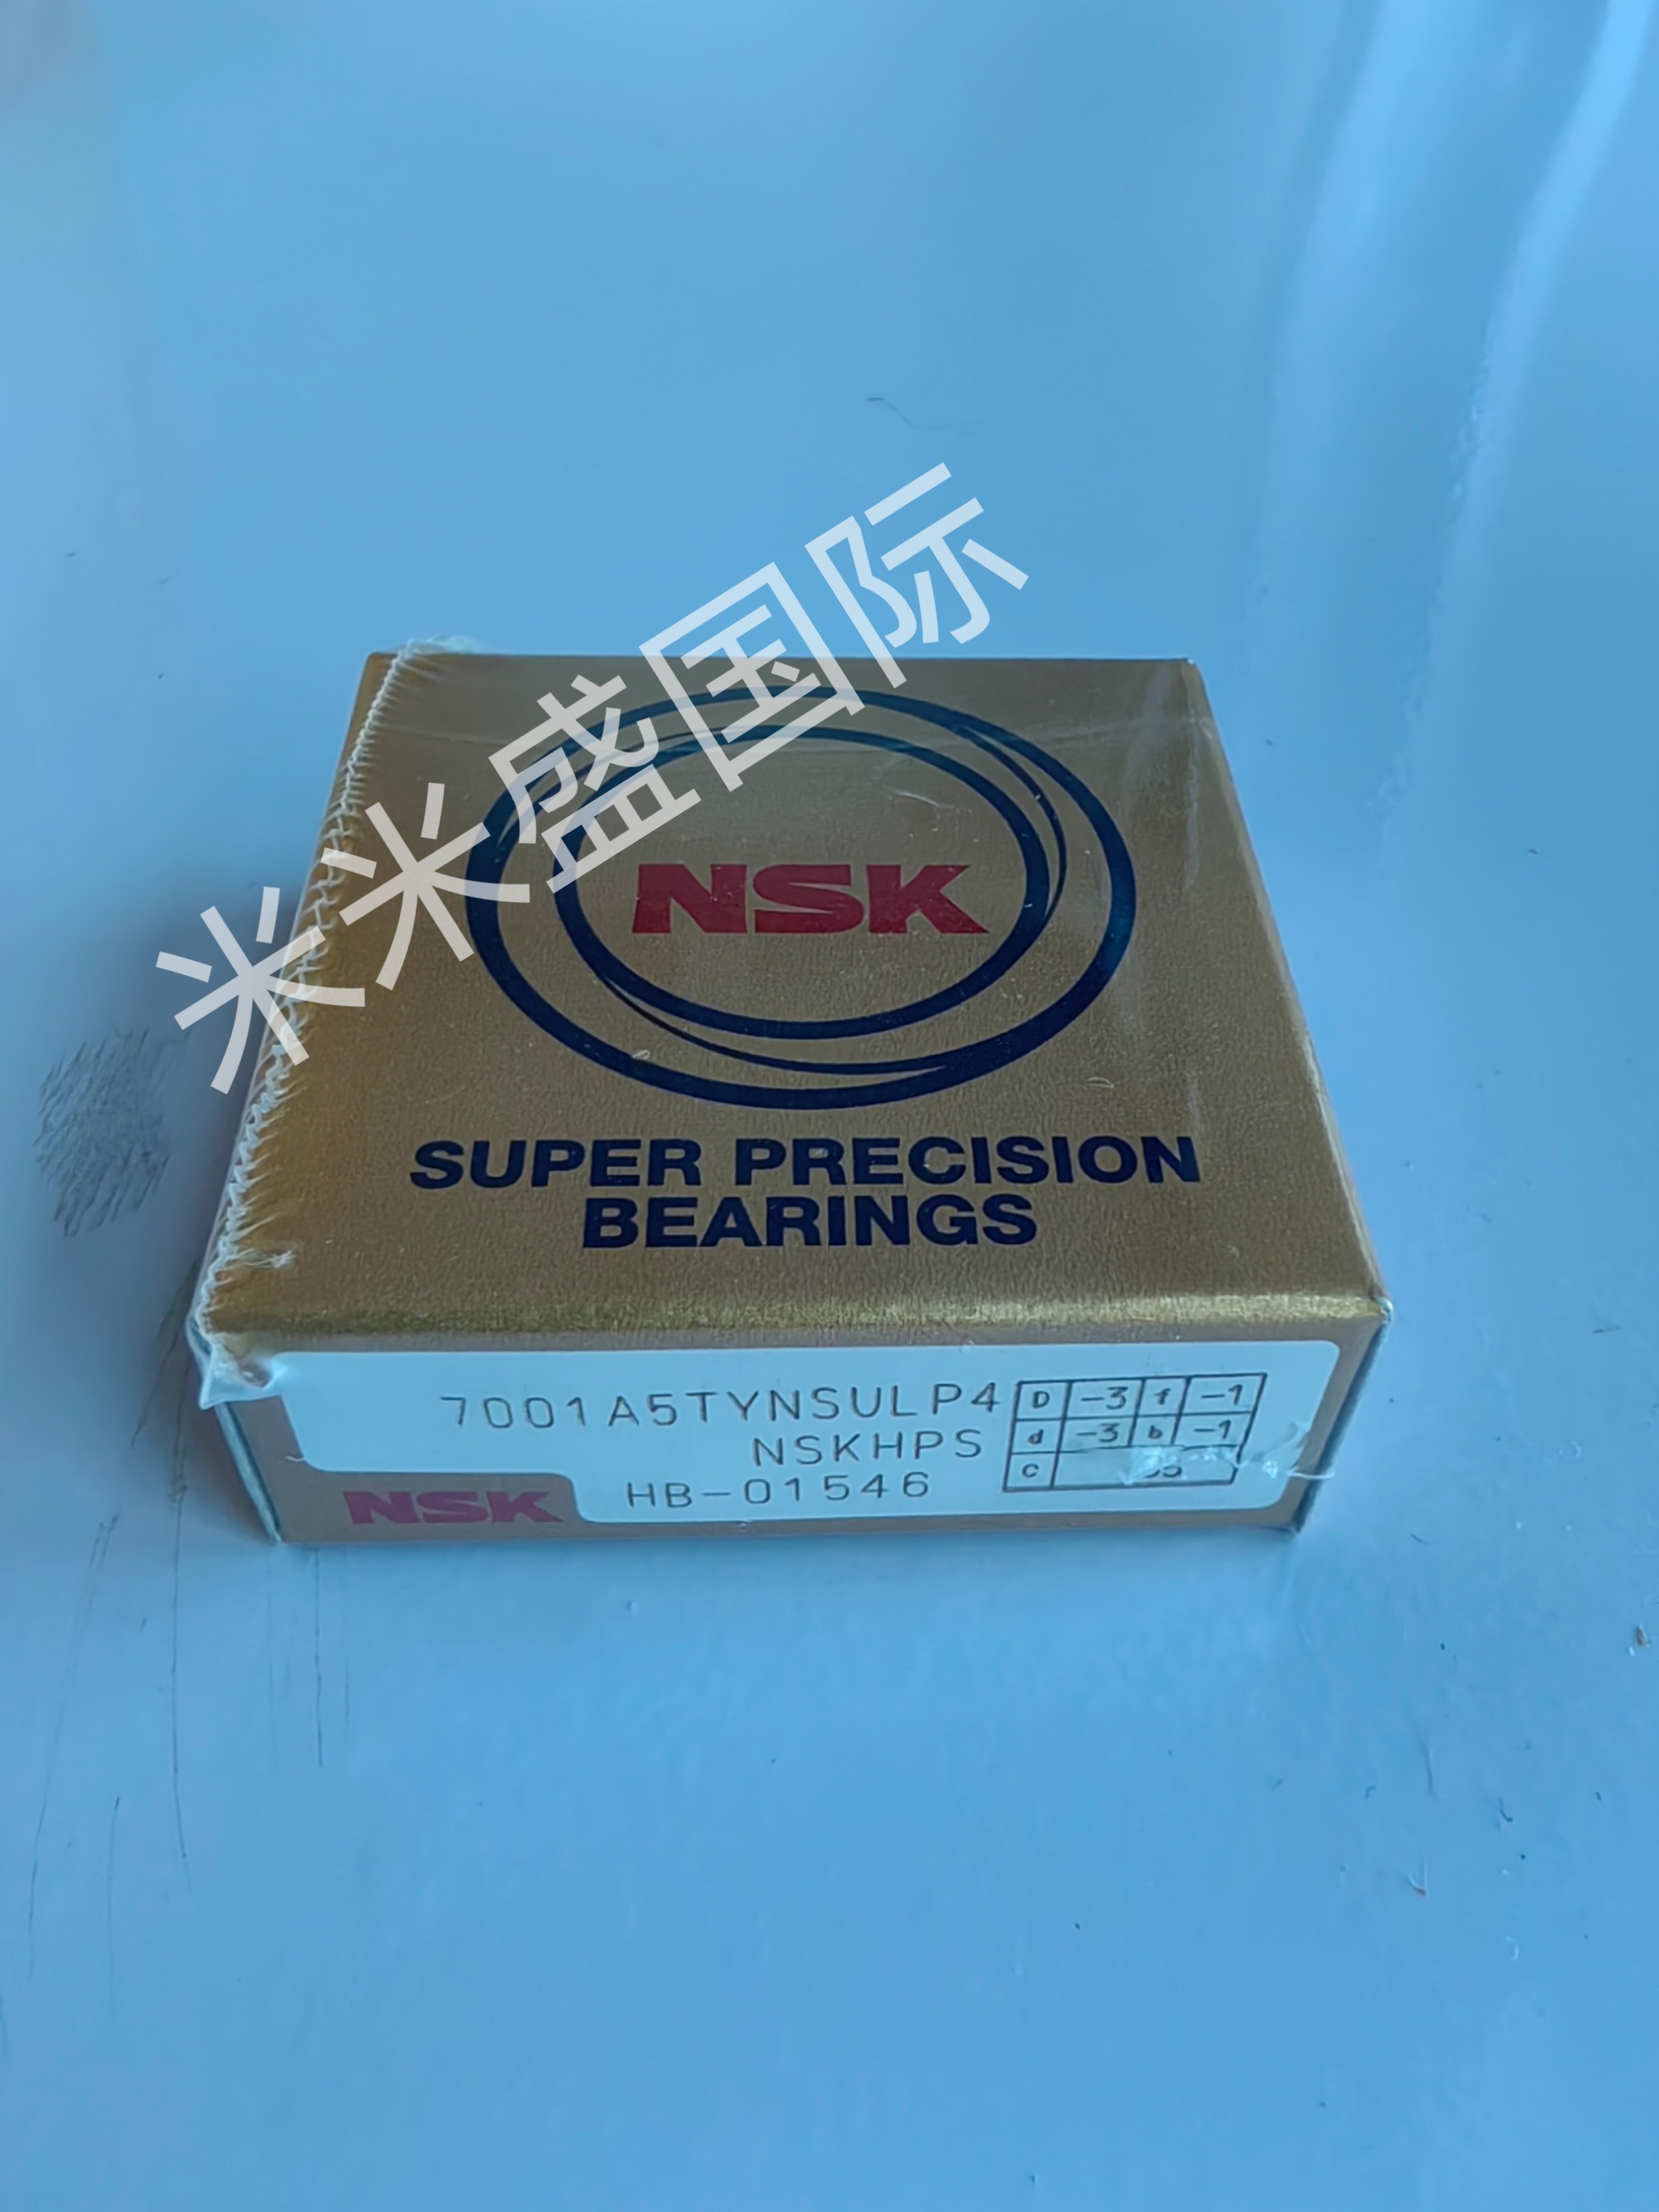 米米盛国际
NSK
SUPER PRECISION
BEARINGS
7001A5TYNSULP4
NSKHPS
HB-01546
D -3 f -1
d -3 b -1
C
NSK